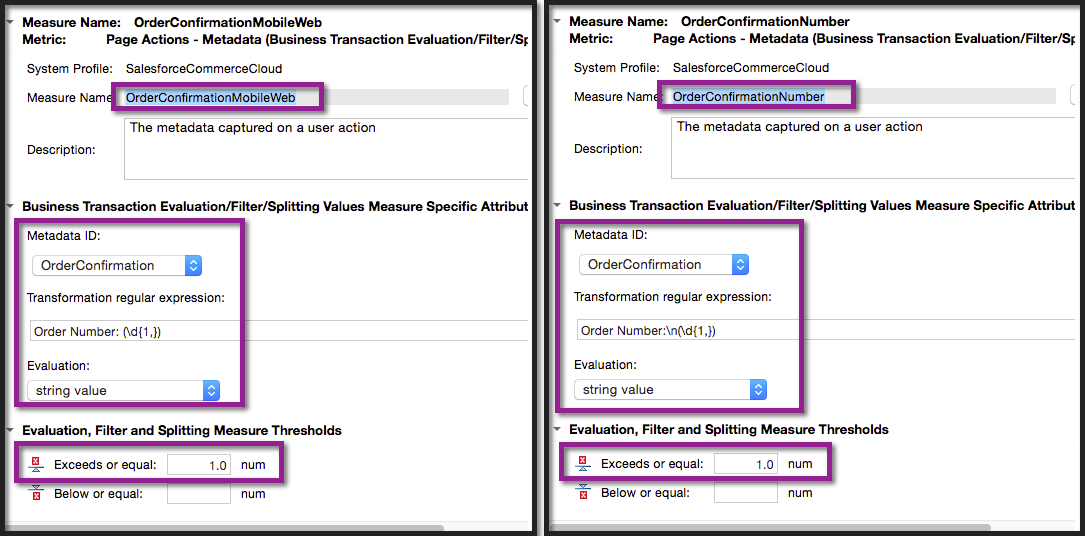 Measure Name: OrderConfirmationMobileWeb
Metric: Page Actions - Metadata (Business Transaction Evaluation/Filter/Spl
System Profile: SalesforceCommerceCloud
Measure Name: OrderConfirmationMobileWeb
The metadata captured on a user action
Description:
Business Transaction Evaluation/Filter/Splitting Values Measure Specific Attribut
Metadata ID:
OrderConfirmation
Transformation regular expression:
Order Number: (\d{1,})
Evaluation:
string value
Evaluation, Filter and Splitting Measure Thresholds
Exceeds or equal: 1.0 num
Below or equal: num
Measure Name: OrderConfirmationNumber
Metric: Page Actions - Metadata (Business Transaction Evaluation/Filter/Sp
System Profile: SalesforceCommerceCloud
Measure Name: OrderConfirmationNumber
The metadata captured on a user action
Description:
Business Transaction Evaluation/Filter/Splitting Values Measure Specific Attribut
Metadata ID:
OrderConfirmation
Transformation regular expression:
Order Number:\n(\d{1,})
Evaluation:
string value
Evaluation, Filter and Splitting Measure Thresholds
Exceeds or equal: 1.0 num
Below or equal: num